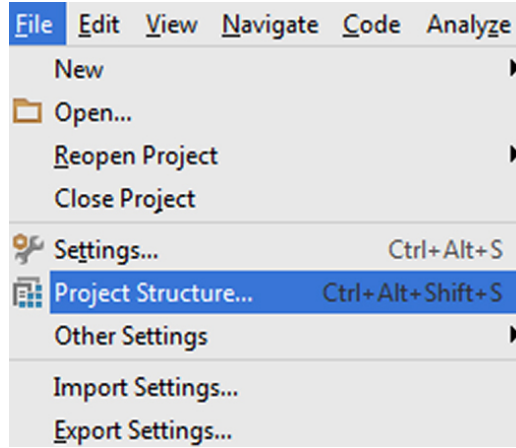 File Edit View Navigate Code Analyze
New
Open...
Reopen Project
Close Project
Settings... Ctrl+Alt+S
Project Structure... Ctrl+Alt+Shift+S
Other Settings
Import Settings...
Export Settings...